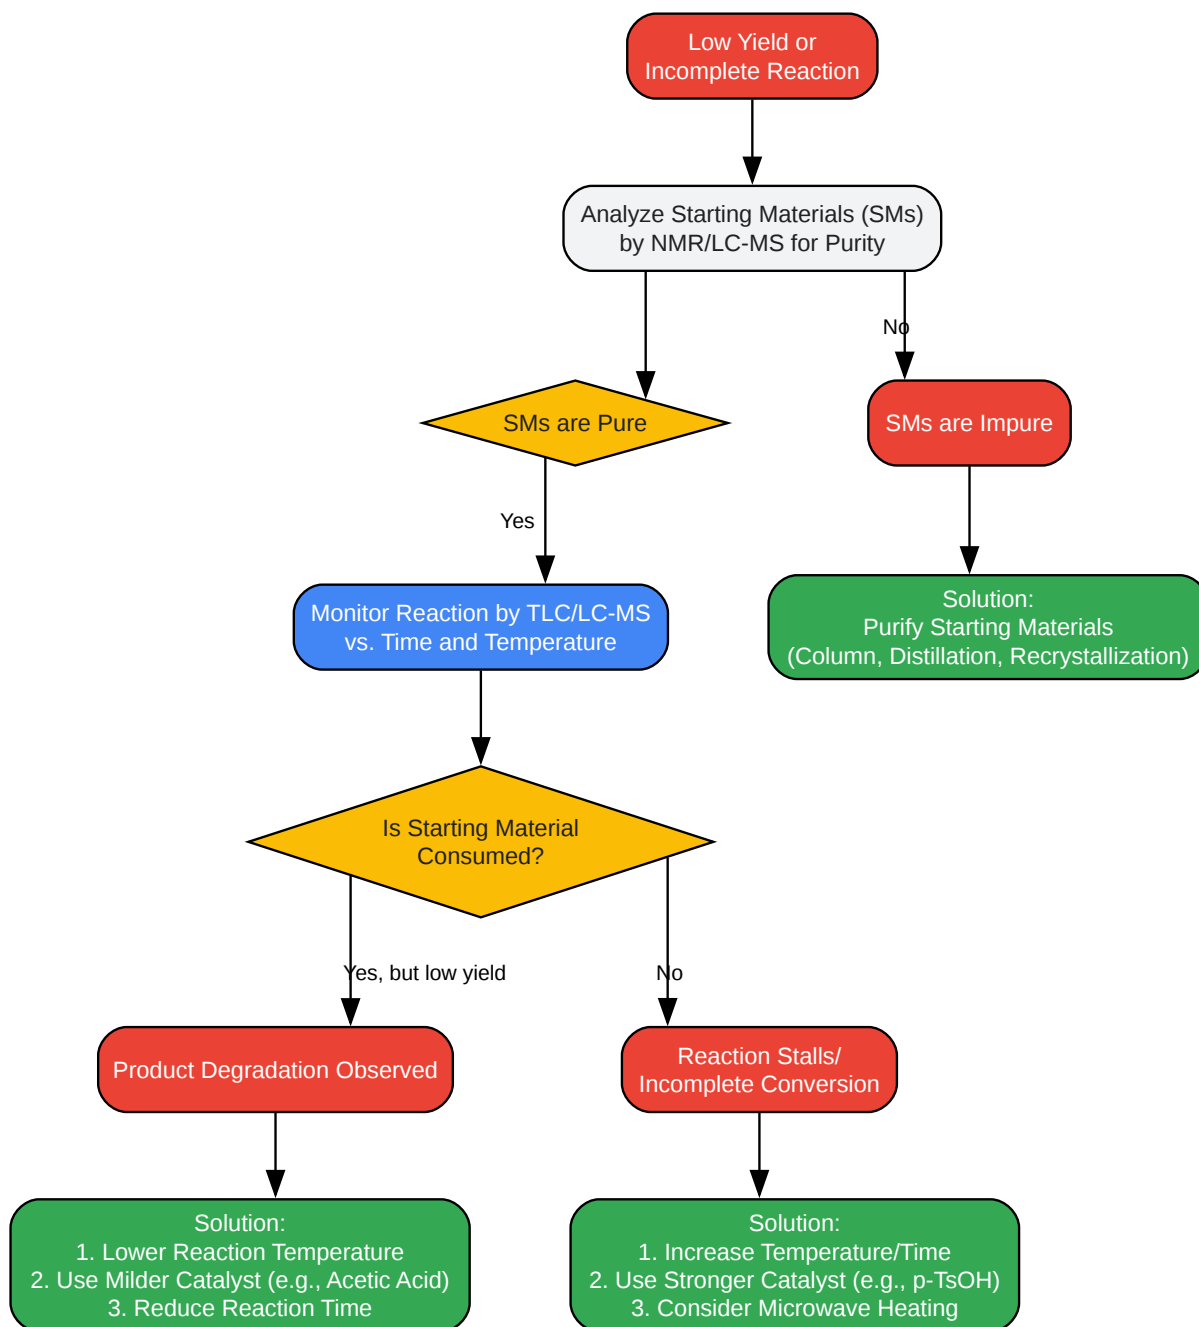 Low Yield or
Incomplete Reaction
Analyze Starting Materials (SMs)
by NMR/LC-MS for Purity
No
SMs are Pure
SMs are Impure
Yes
Monitor Reaction by TLC/LC-MS
vs. Time and Temperature
Solution:
Purify Starting Materials
(Column, Distillation, Recrystallization)
Is Starting Material
Consumed?
Yes, but low yield
No
Product Degradation Observed
Reaction Stalls/
Incomplete Conversion
Solution:
1. Lower Reaction Temperature
2. Use Milder Catalyst (e.g., Acetic Acid)
3. Reduce Reaction Time
Solution:
1. Increase Temperature/Time
2. Use Stronger Catalyst (e.g., p-TsOH)
3. Consider Microwave Heating